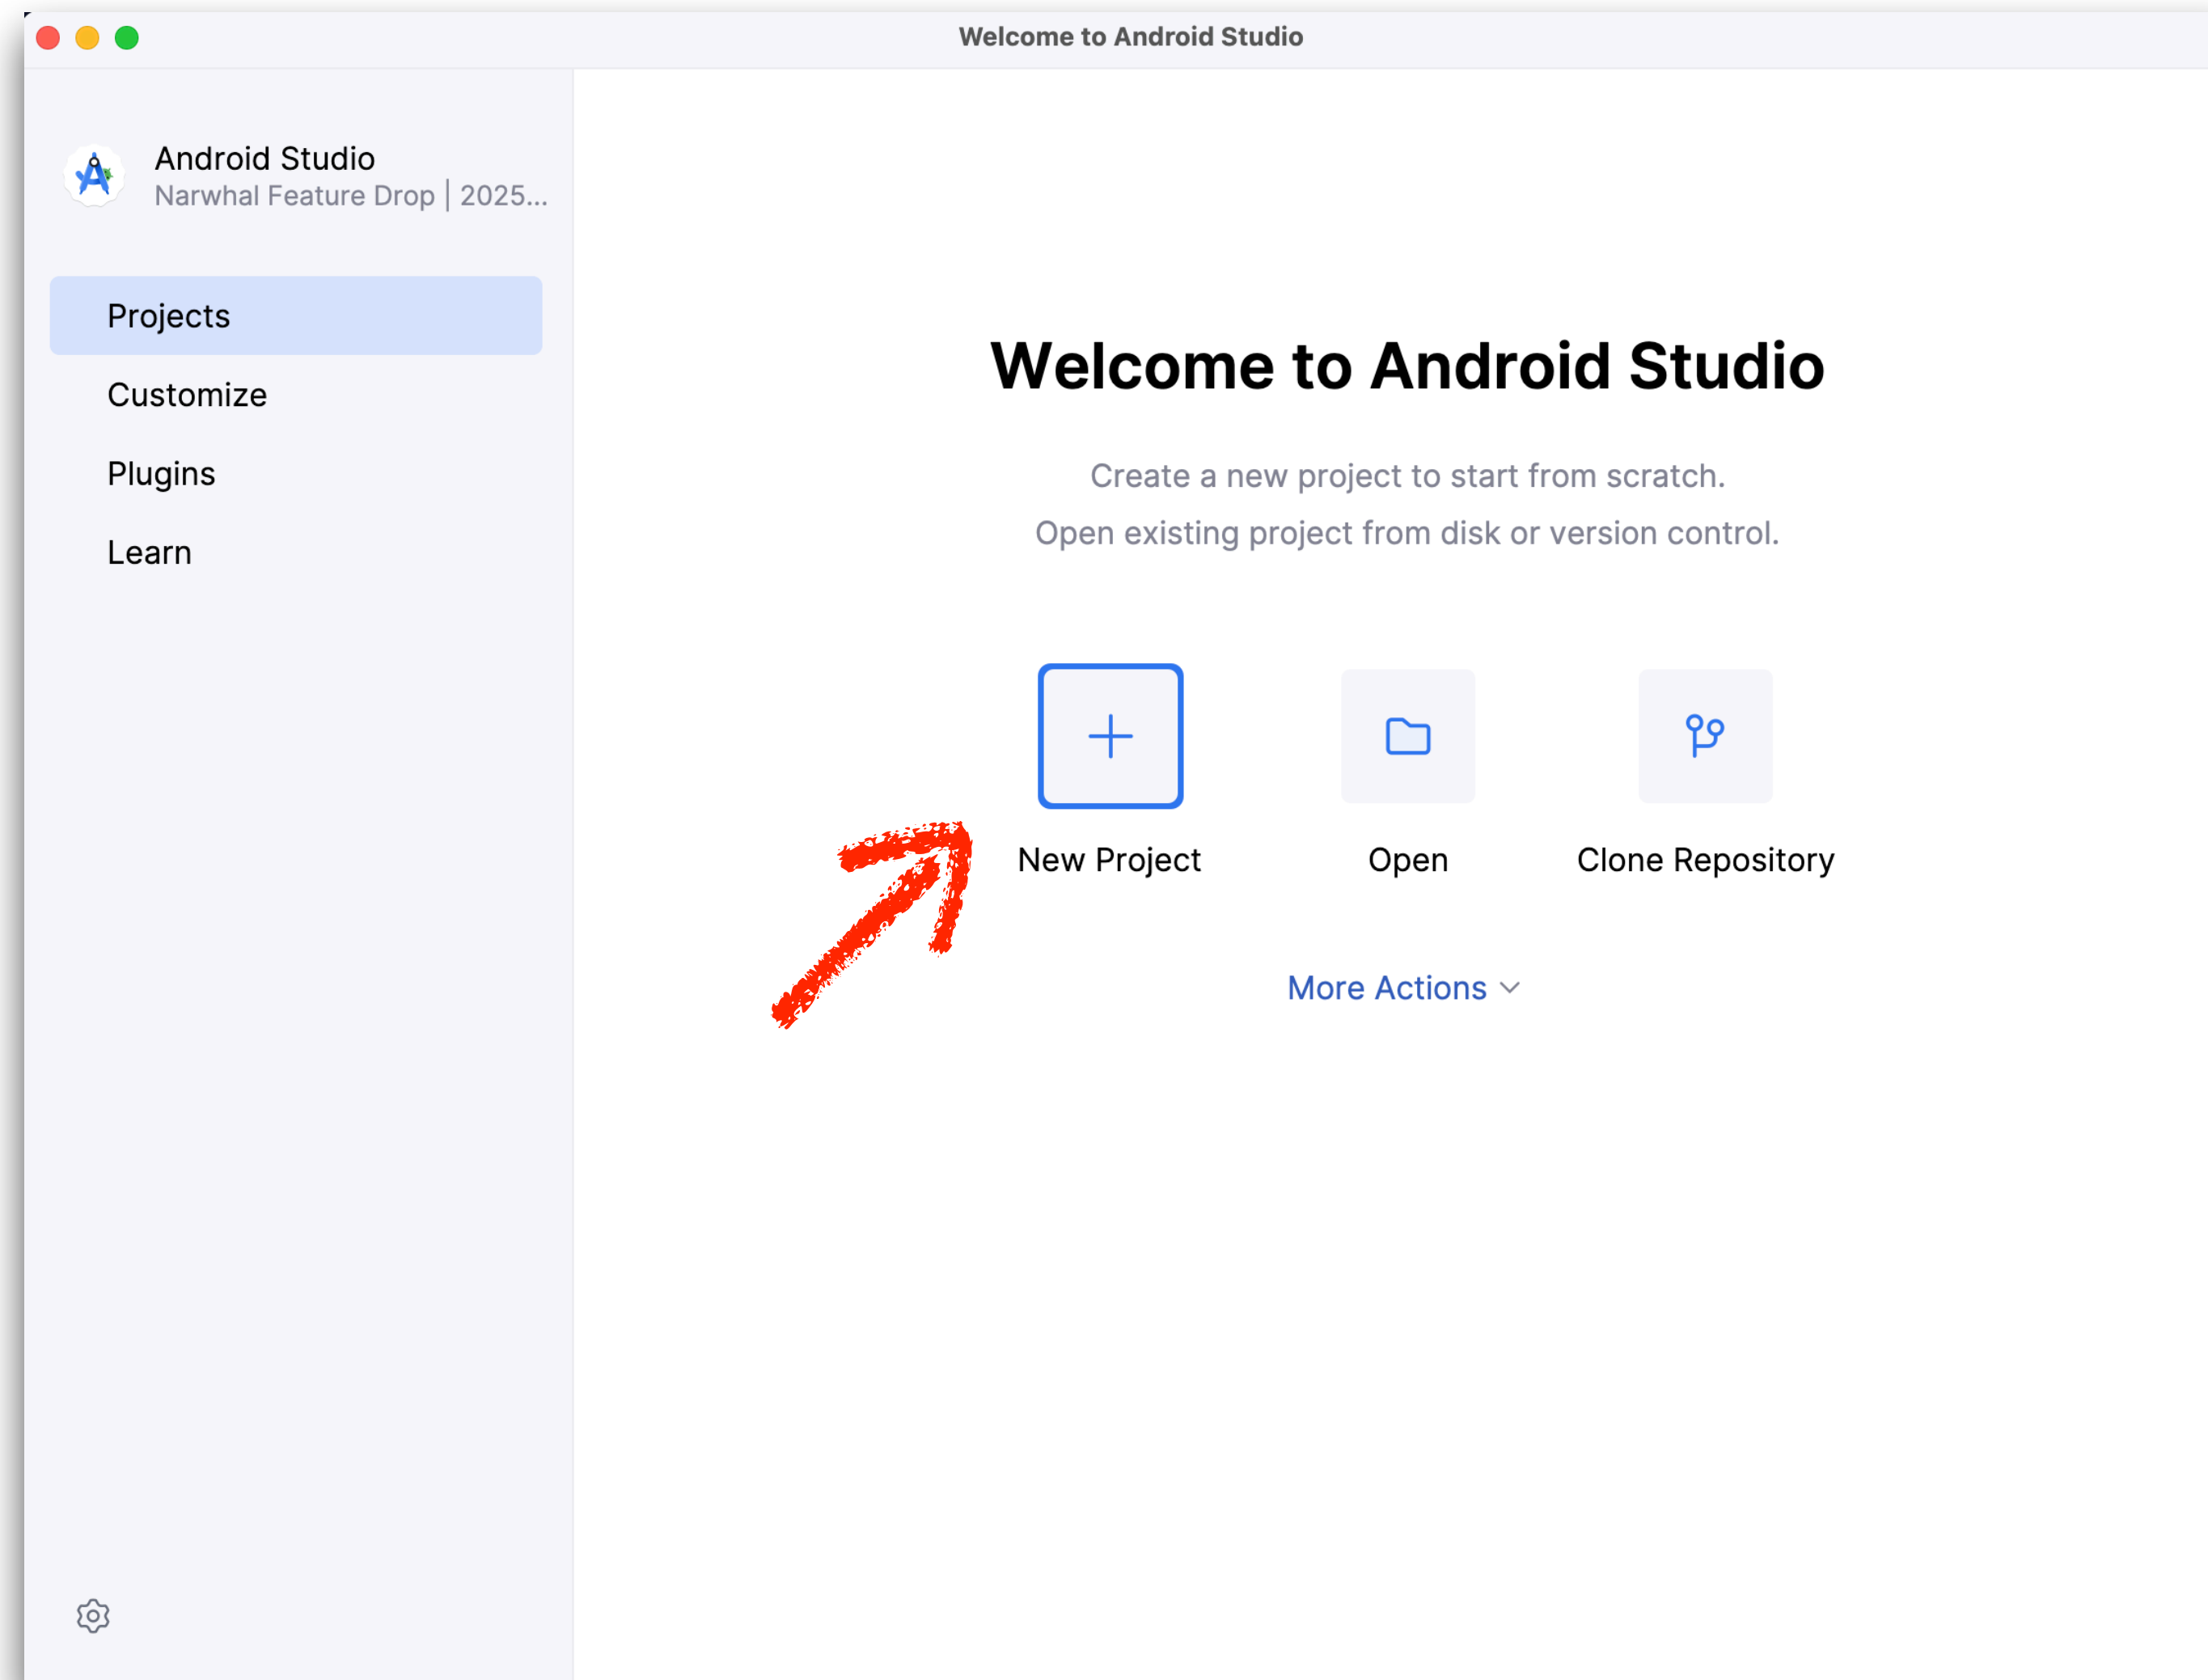 Welcome to Android Studio
Android Studio
Narwhal Feature Drop | 2025...
Projects
Customize
Plugins
Learn
Welcome to Android Studio
Create a new project to start from scratch.
Open existing project from disk or version control.
New Project
Open
Clone Repository
More Actions